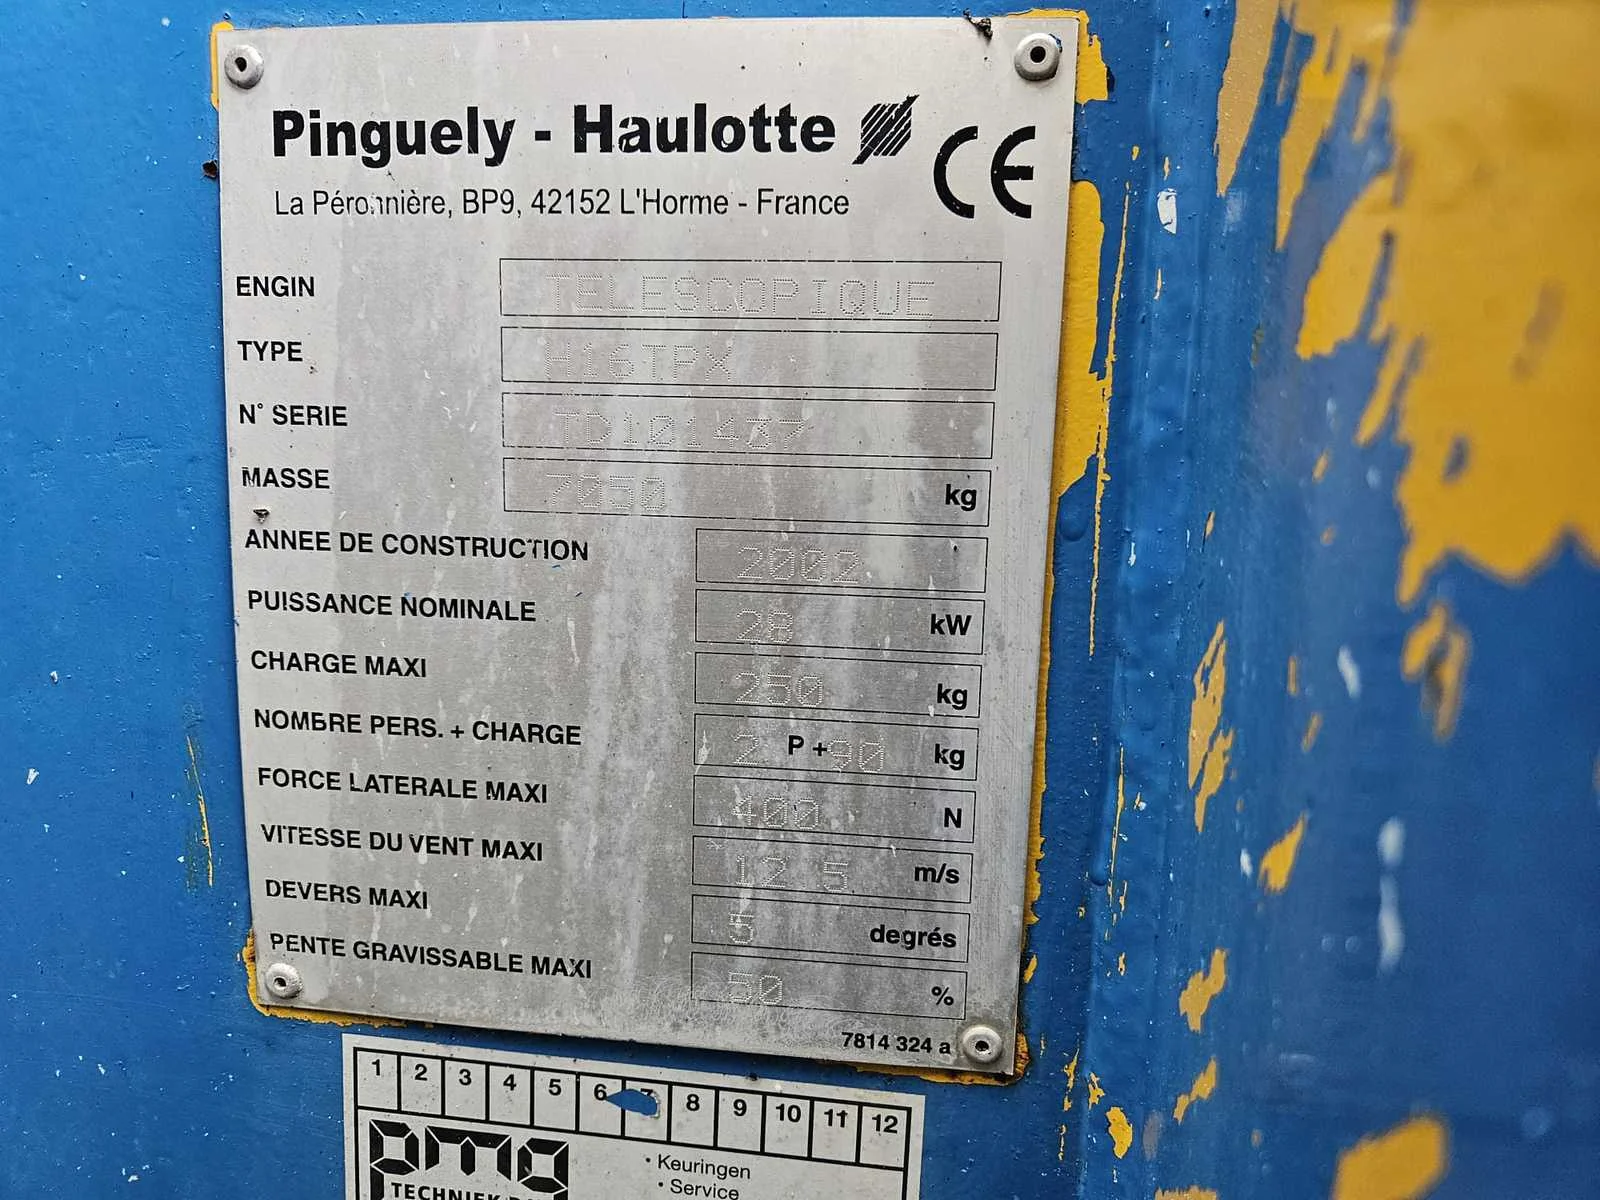 Pinguely - Haulotte CE
La Péronnière, BP9, 42152 L'Horme - France
ENGIN TELESCOPIQUE
TYPE H16TPX
N° SERIE TD101437
MASSE 7050 kg
ANNEE DE CONSTRUCTION 2002
PUISSANCE NOMINALE 28 kW
CHARGE MAXI 250 kg
NOMBRE PERS. + CHARGE 2 P + 90 kg
FORCE LATERALE MAXI 400 N
VITESSE DU VENT MAXI 12 5 m/s
DEVERS MAXI 5 degrés
PENTE GRAVISSABLE MAXI 50 %
7814 324 a
1 2 3 4 5 6 7 8 9 10 11 12
pma
• Keuringen
TECHNIEK
• Service